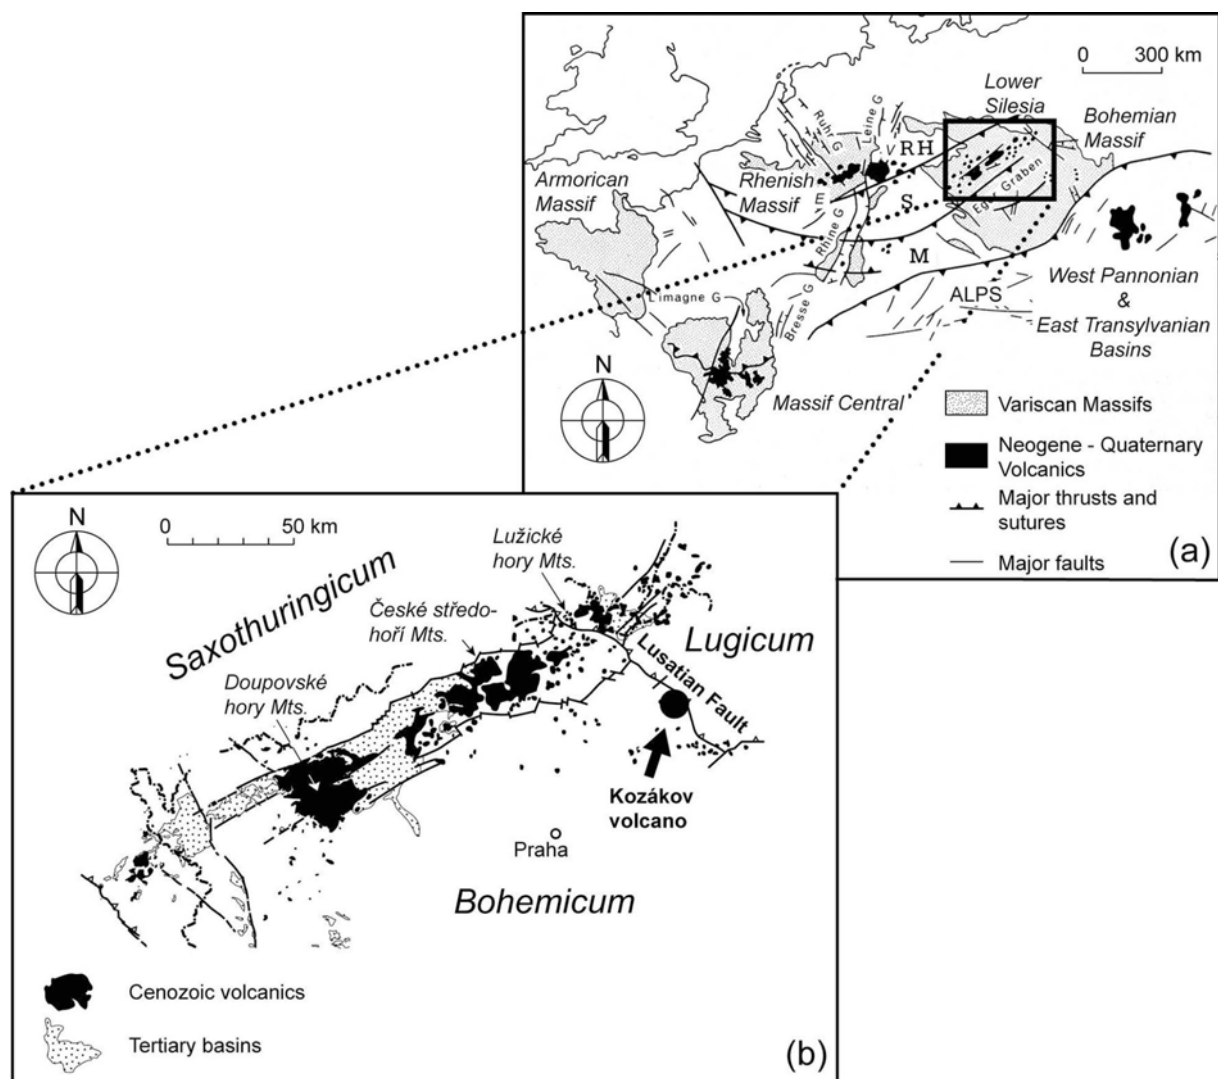 0 300 km
Lower
Silesia
Bohemian
Massif
Ruhr G
Leine G
V
RH
Armorican
Massif
Rhenish
Massif
E
S
Eger Graben
Rhine G
M
Limagne G
Bresse G
ALPS
West Pannonian
&
East Transylvanian
Basins
N
Massif Central
Variscan Massifs
Neogene - Quaternary
Volcanics
Major thrusts and
sutures
Major faults
(a)
N
0 50 km
Lužické
hory Mts.
Saxothuringicum
České středo-
hoří Mts.
Lugicum
Lusatian Fault
Doupovské
hory Mts.
Kozákov
volcano
Praha
Bohemicum
Cenozoic volcanics
Tertiary basins
(b)